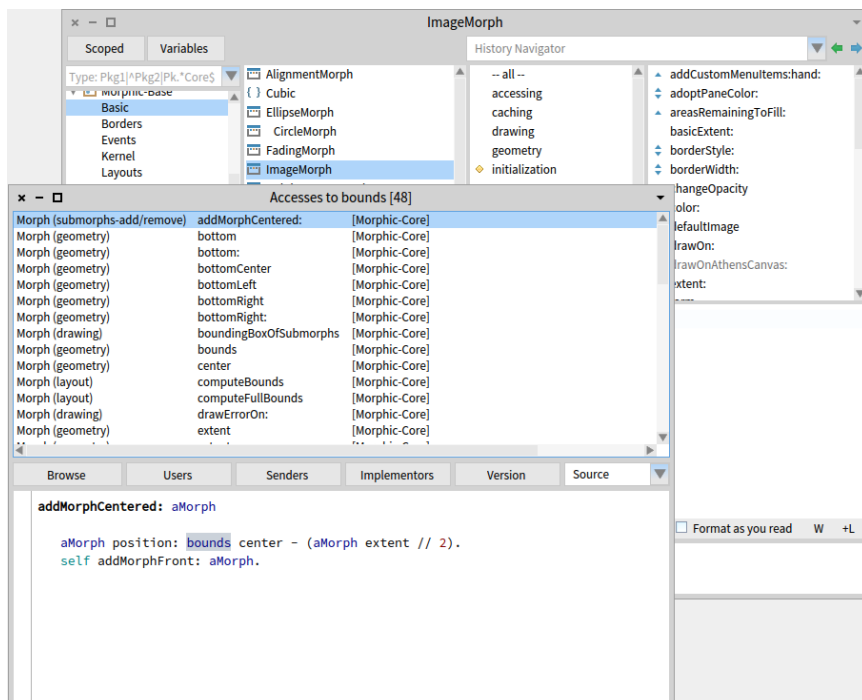 ImageMorph
Scoped Variables History Navigator
Type: Pkg1|^Pkg2|Pk.*Core$
Morphic-Base
Basic
Borders
Events
Kernel
Layouts
AlignmentMorph
{ } Cubic
EllipseMorph
CircleMorph
FadingMorph
ImageMorph
-- all --
accessing
caching
drawing
geometry
initialization
addCustomMenuItems:hand:
adoptPaneColor:
areasRemainingToFill:
basicExtent:
borderStyle:
borderWidth:
changeOpacity
color:
defaultImage
drawOn:
drawOnAthensCanvas:
extent:
Accesses to bounds [48]
Morph (submorphs-add/remove) addMorphCentered: [Morphic-Core]
Morph (geometry) bottom [Morphic-Core]
Morph (geometry) bottom: [Morphic-Core]
Morph (geometry) bottomCenter [Morphic-Core]
Morph (geometry) bottomLeft [Morphic-Core]
Morph (geometry) bottomRight [Morphic-Core]
Morph (geometry) bottomRight: [Morphic-Core]
Morph (drawing) boundingBoxOfSubmorphs [Morphic-Core]
Morph (geometry) bounds [Morphic-Core]
Morph (geometry) center [Morphic-Core]
Morph (layout) computeBounds [Morphic-Core]
Morph (layout) computeFullBounds [Morphic-Core]
Morph (drawing) drawErrorOn: [Morphic-Core]
Morph (geometry) extent [Morphic-Core]
Browse Users Senders Implementors Version Source
addMorphCentered: aMorph
aMorph position: bounds center - (aMorph extent // 2).
self addMorphFront: aMorph.
Format as you read W +L